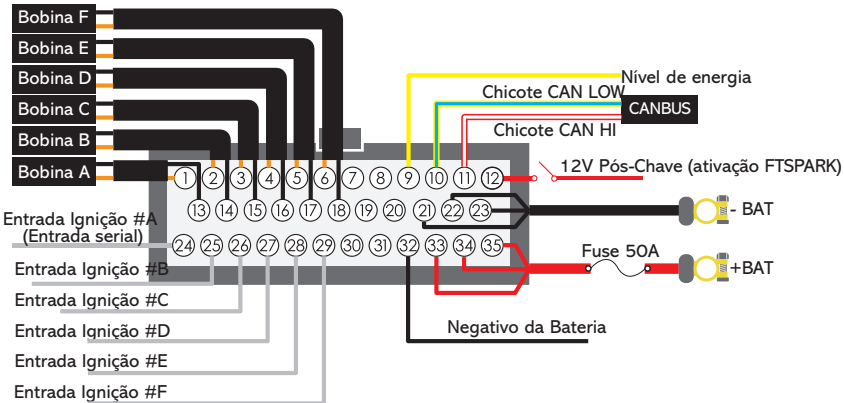 Bobina F
Bobina E
Bobina D
Bobina C
Bobina B
Bobina A
Nível de energia
Chicote CAN LOW
CANBUS
Chicote CAN HI
12V Pós-Chave (ativação FTSPARK)
1 2 3 4 5 6 7 8 9 10 11 12
13 14 15 16 17 18 19 20 21 22 23
- BAT
24 25 26 27 28 29 30 31 32 33 34 35
Entrada Ignição #A
(Entrada serial)
Fuse 50A
+BAT
Entrada Ignição #B
Entrada Ignição #C
Negativo da Bateria
Entrada Ignição #D
Entrada Ignição #E
Entrada Ignição #F